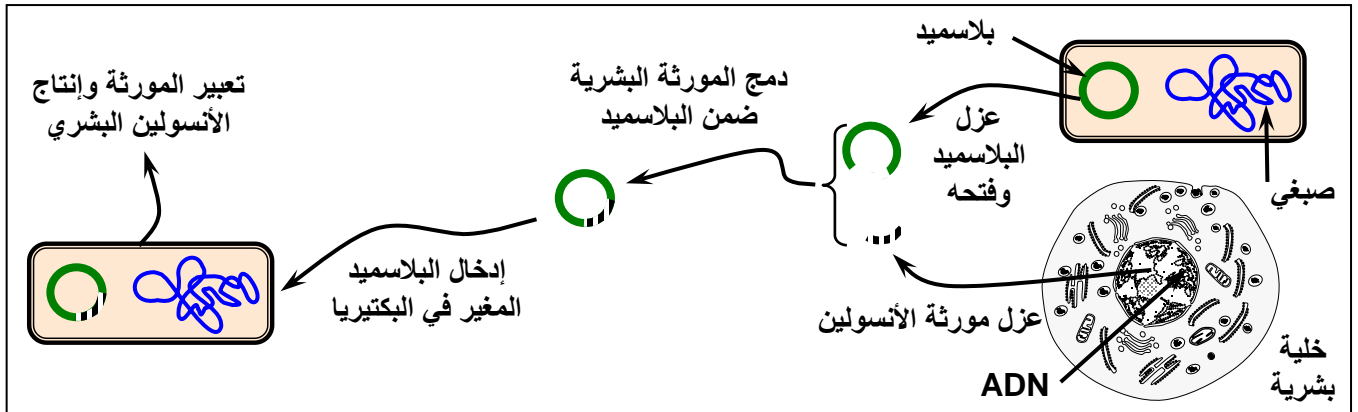 بلاسميد
صبغي
عزل
البلاسميد
وفتحه
خلية
بشرية
ADN
عزل مورثة الأنسولين
دمج المورثة البشرية
ضمن البلاسميد
إدخال البلاسميد
المغير في البكتيريا
تعبير المورثة وإنتاج
الأنسولين البشري